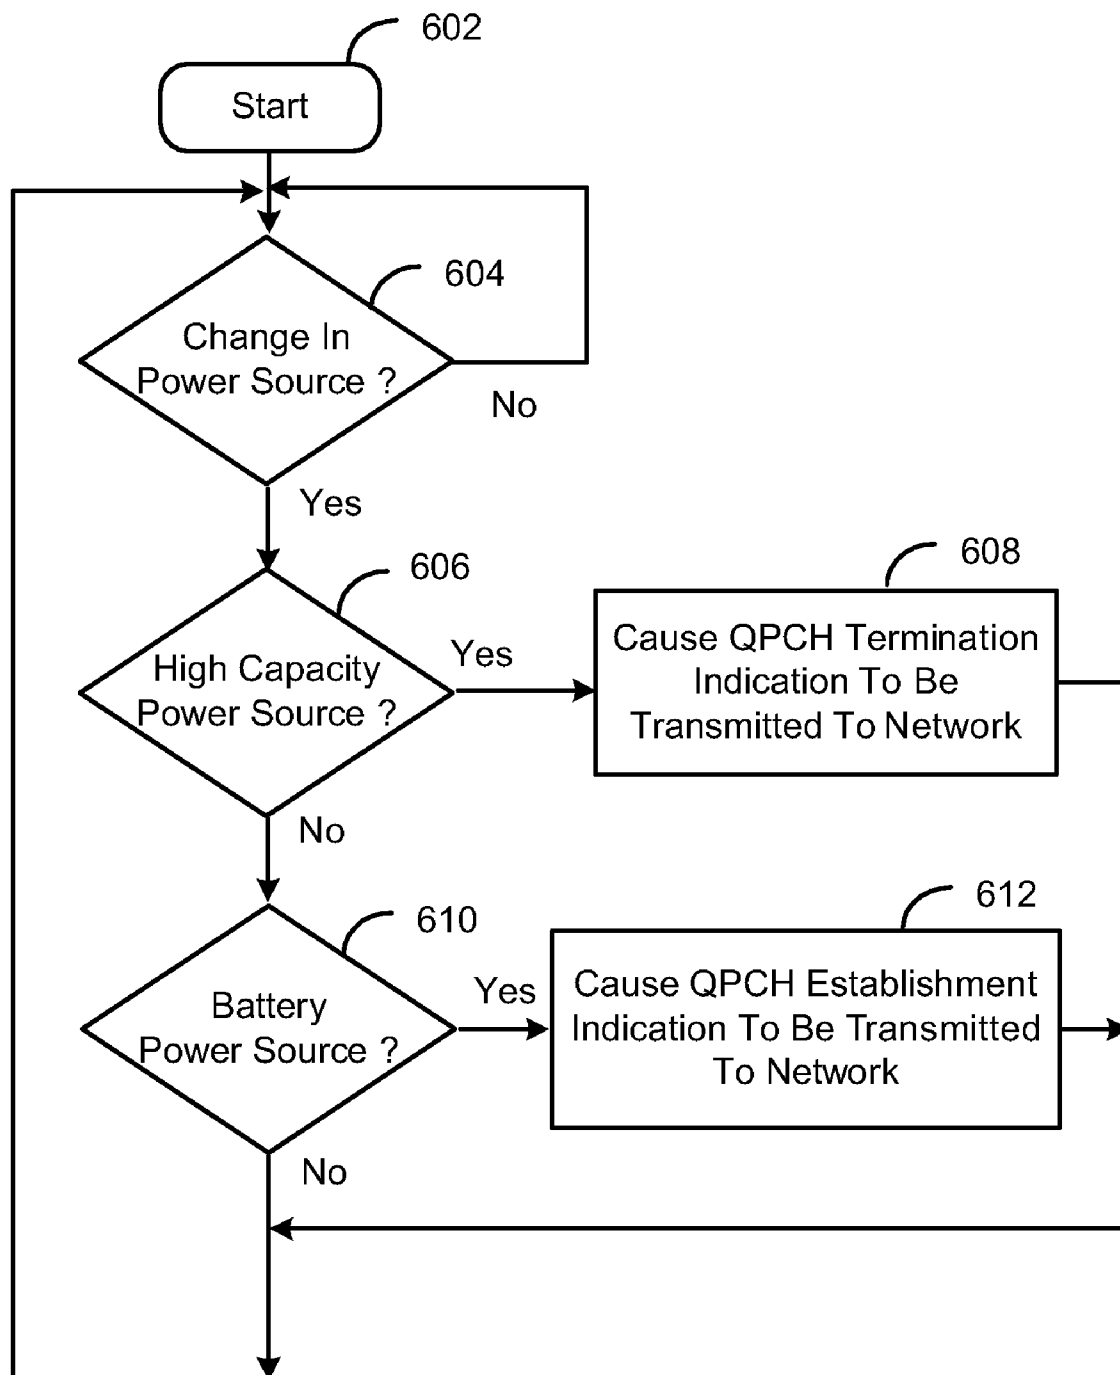 602
Start
604
Change In
Power Source ?
No
Yes
606
High Capacity
Power Source ?
Yes
608
Cause QPCH Termination
Indication To Be
Transmitted To Network
No
610
Battery
Power Source ?
Yes
612
Cause QPCH Establishment
Indication To Be Transmitted
To Network
No